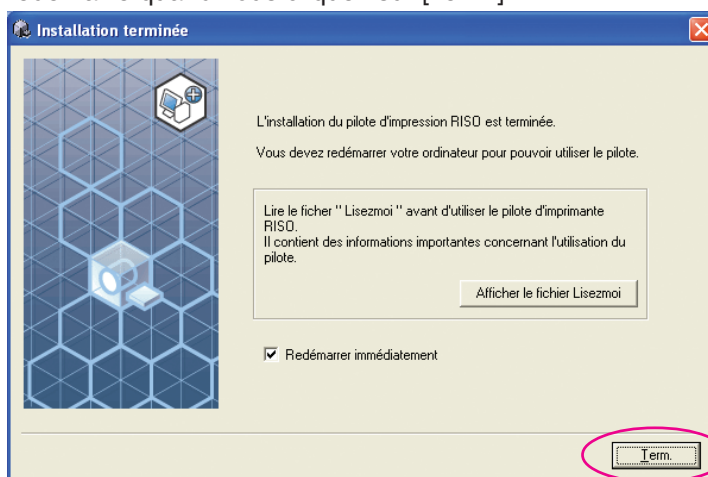 Installation terminée
L'installation du pilote d'impression RISO est terminée.
Vous devez redémarrer votre ordinateur pour pouvoir utiliser le pilote.
Lire le ficher '' Lisezmoi '' avant d'utiliser le pilote d'imprimante
RISO.
Il contient des informations importantes concernant l'utilisation du
pilote.
Afficher le fichier Lisezmoi
Redémarrer immédiatement
Term.